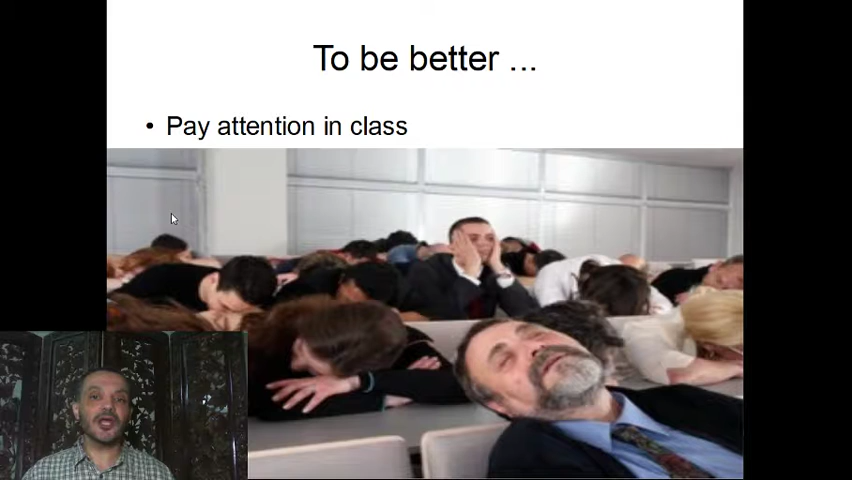 To be better ...
• Pay attention in class